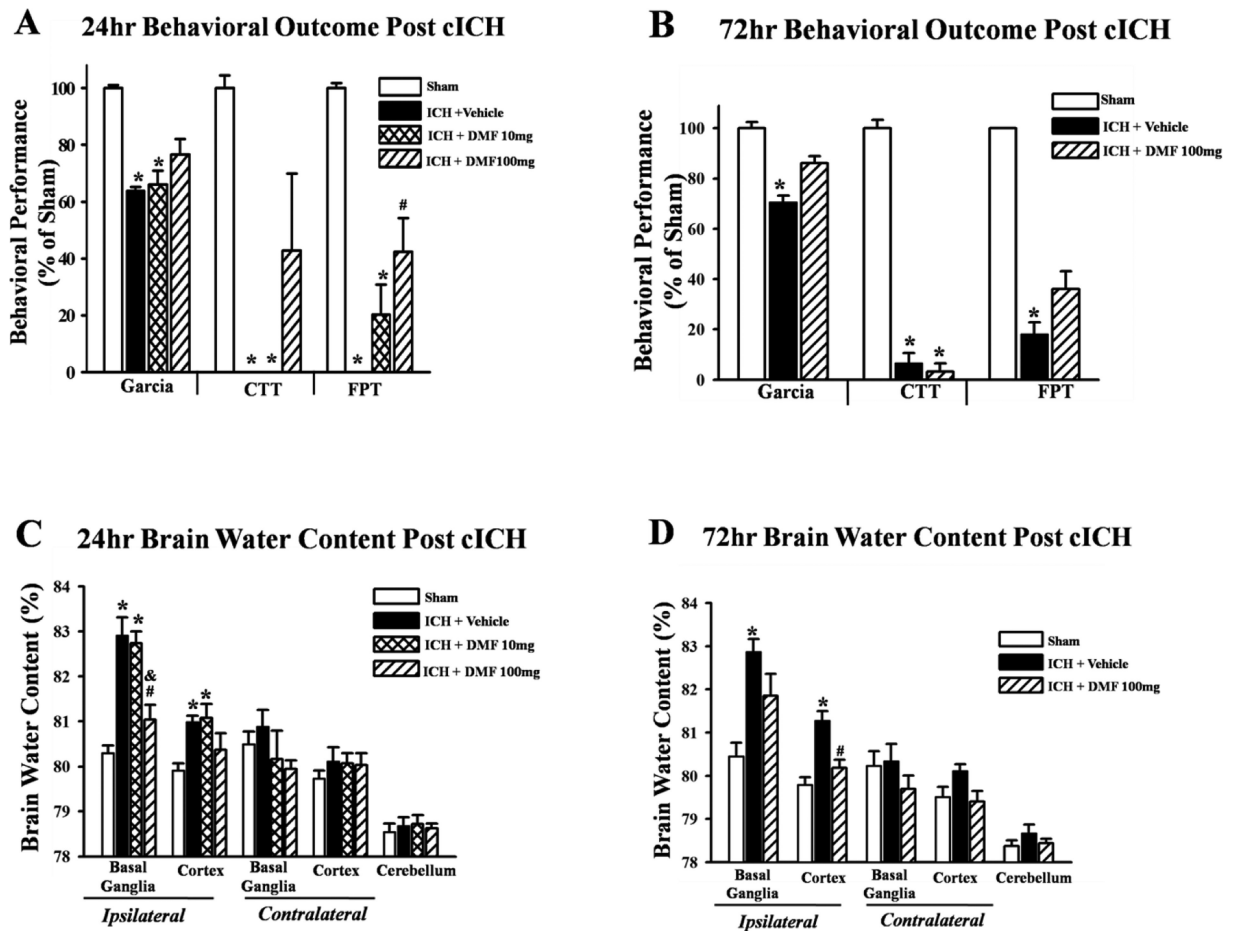 A 24hr Behavioral Outcome Post cICH
Behavioral Performance
(% of Sham)
100
80
60
40
20
0
Sham
ICH +Vehicle
ICH + DMF 10mg
ICH + DMF100mg
* *
* *
*
*
#
Garcia CTT FPT
B 72hr Behavioral Outcome Post cICH
Behavioral Performance
(% of Sham)
100
80
60
40
20
0
Sham
ICH + Vehicle
ICH + DMF 100mg
*
* *
*
Garcia CTT FPT
C 24hr Brain Water Content Post cICH
Brain Water Content (%)
84
83
82
81
80
79
78
Sham
ICH + Vehicle
ICH + DMF 10mg
ICH + DMF 100mg
* *
&
#
* *
Basal Cortex Basal Cortex Cerebellum
Ganglia Ganglia
Ipsilateral Contralateral
D 72hr Brain Water Content Post cICH
Brain Water Content (%)
84
83
82
81
80
79
78
Sham
ICH + Vehicle
ICH + DMF 100mg
*
*
#
Basal Cortex Basal Cortex Cerebellum
Ganglia Ganglia
Ipsilateral Contralateral